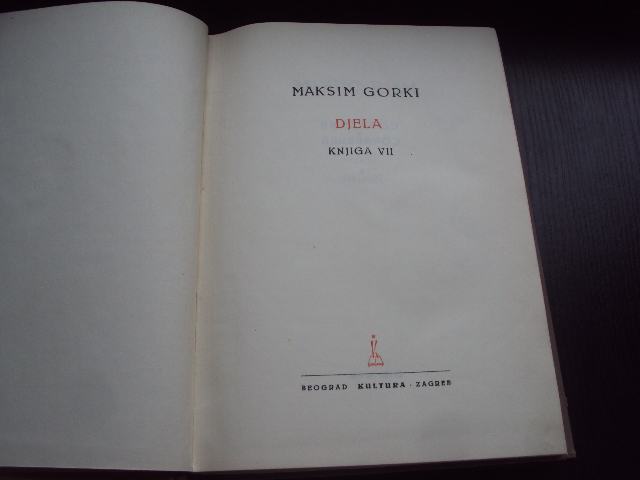 MAKSIM GORKI
DJELA
KNJIGA VII
BEOGRAD KULTURA · ZAGREB